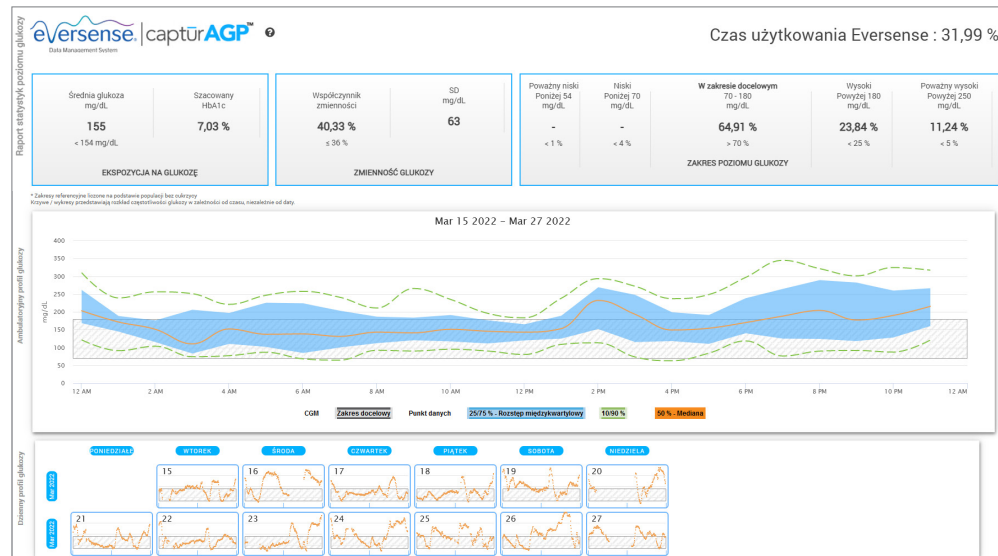 eversense. | captūrAGP™ ?
Data Management System
Czas użytkowania Eversense : 31,99 %
Raport statystyk poziomu glukozy
Średnia glukoza
mg/dL
155
< 154 mg/dL
Szacowany
HbA1c
7,03 %
EKSPOZYCJA NA GLUKOZĘ
Współczynnik
zmienności
40,33 %
≤ 36 %
SD
mg/dL
63
ZMIENNOŚĆ GLUKOZY
Poważny niski
Poniżej 54
mg/dL
-
< 1 %
Niski
Poniżej 70
mg/dL
-
< 4 %
W zakresie docelowym
70 - 180
mg/dL
64,91 %
> 70 %
Wysoki
Powyżej 180
mg/dL
23,84 %
< 25 %
Poważny wysoki
Powyżej 250
mg/dL
11,24 %
< 5 %
ZAKRES POZIOMU GLUKOZY
* Zakresy referencyjne liczone na podstawie populacji bez cukrzycy
Krzywe / wykresy przedstawiają rozkład częstotliwości glukozy w zależności od czasu, niezależnie od daty.
Ambulatoryjny profil glukozy
Mar 15 2022 – Mar 27 2022
mg/dL
400
350
300
250
200
150
100
50
0
12 AM 2 AM 4 AM 6 AM 8 AM 10 AM 12 PM 2 PM 4 PM 6 PM 8 PM 10 PM 12 AM
CGM Zakres docelowy Punkt danych 25/75 % - Rozstęp międzykwartylowy 10/90 % 50 % - Mediana
Dzienny profil glukozy
PONIEDZIAŁE WTOREK ŚRODA CZWARTEK PIĄTEK SOBOTA NIEDZIELA
Mar 2022
15 16 17 18 19 20
Mar 2022
21 22 23 24 25 26 27